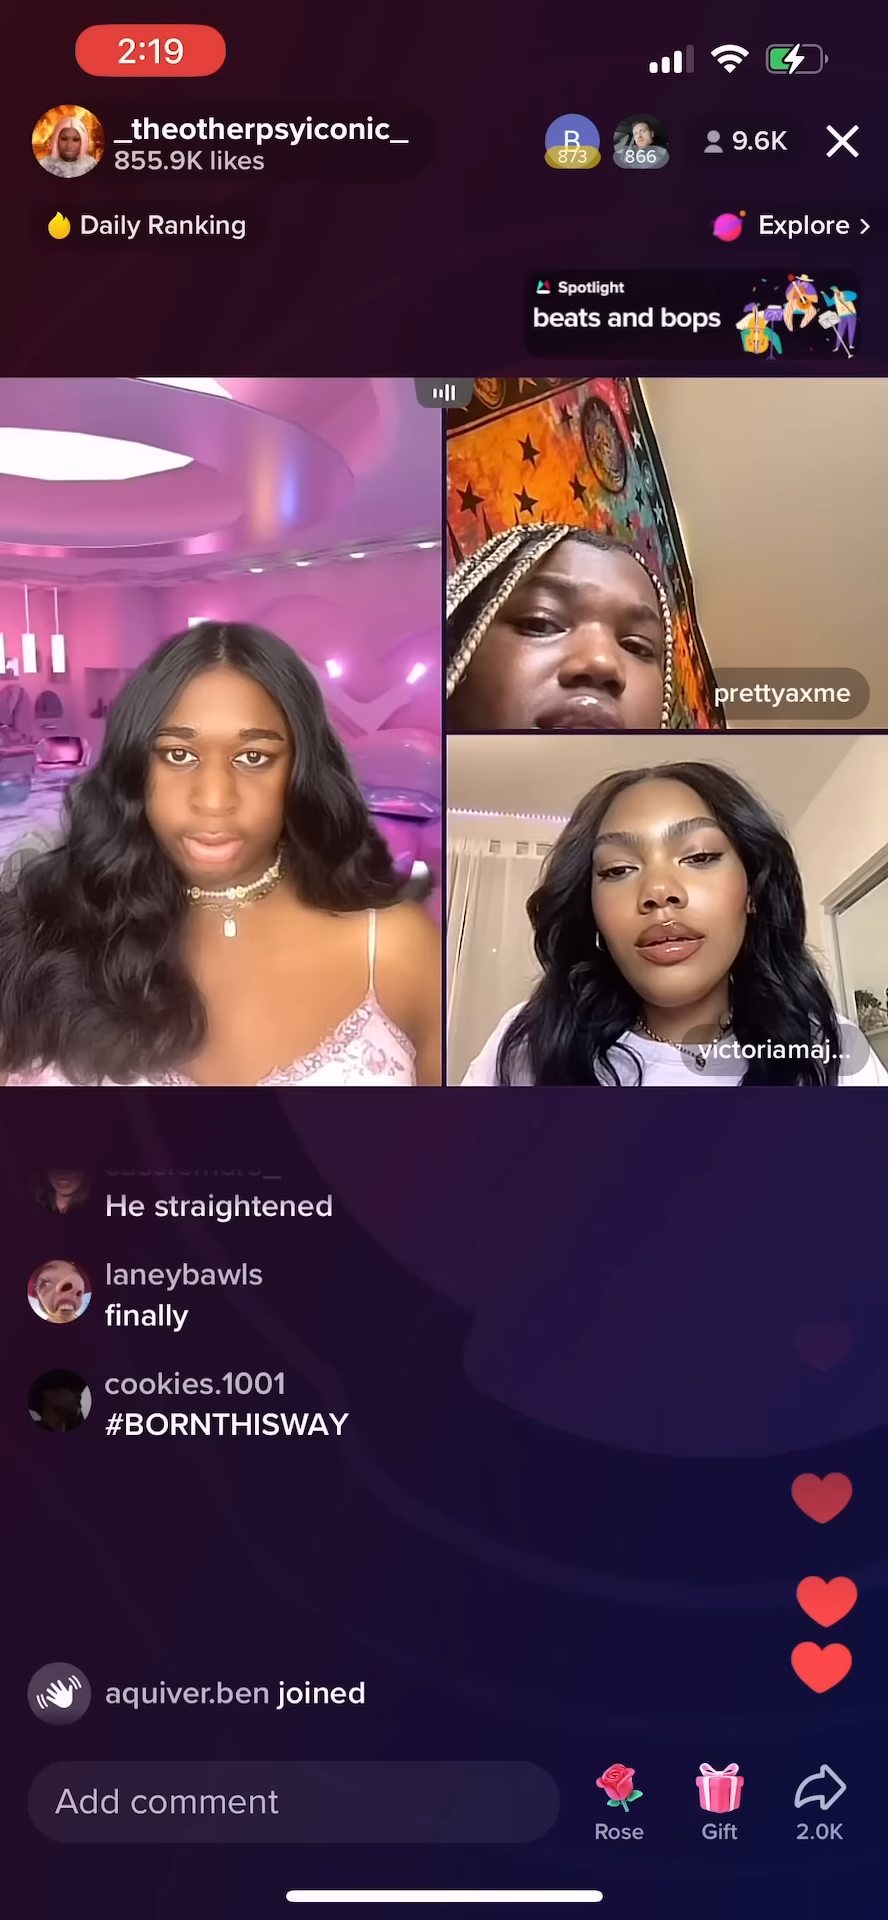 2:19
_theotherpsyiconic_
855.9K likes
B
873
866
9.6K
Daily Ranking
Explore >
Spotlight
beats and bops
prettyaxme
victoriamaj...
He straightened
laneybawls
finally
cookies.1001
#BORNTHISWAY
aquiver.ben joined
Add comment
Rose
Gift
2.0K